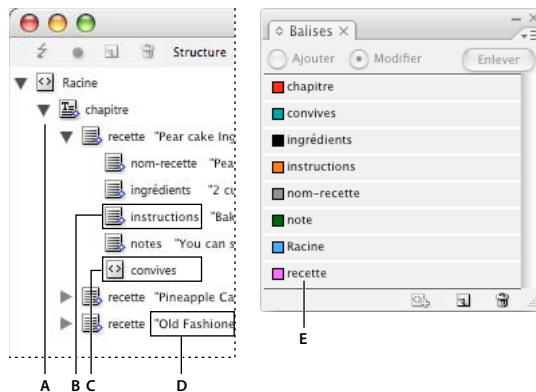 Structure
Racine
chapitre
recette "Pear cake Ing
nom-recette "Pea
ingrédients "2 cu
instructions "Bak
notes "You can s
convives
recette "Pineapple Ca
recette "Old Fashione
A B C D
Balises
Ajouter Modifier Enlever
chapitre
convives
ingrédients
instructions
nom-recette
note
Racine
recette
E